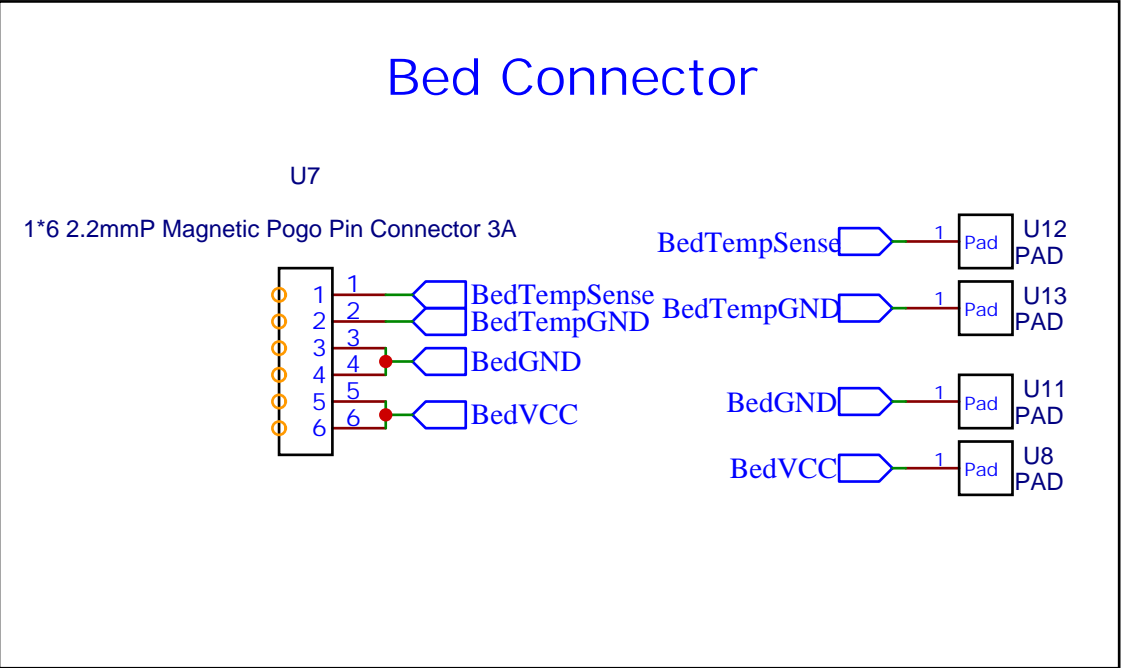 Bed Connector
U7
1*6 2.2mmP Magnetic Pogo Pin Connector 3A
1 1 BedTempSense
2 2 BedTempGND
3 3
4 4 BedGND
5 5
6 6 BedVCC
BedTempSense 1 Pad U12
PAD
BedTempGND 1 Pad U13
PAD
BedGND 1 Pad U11
PAD
BedVCC 1 Pad U8
PAD